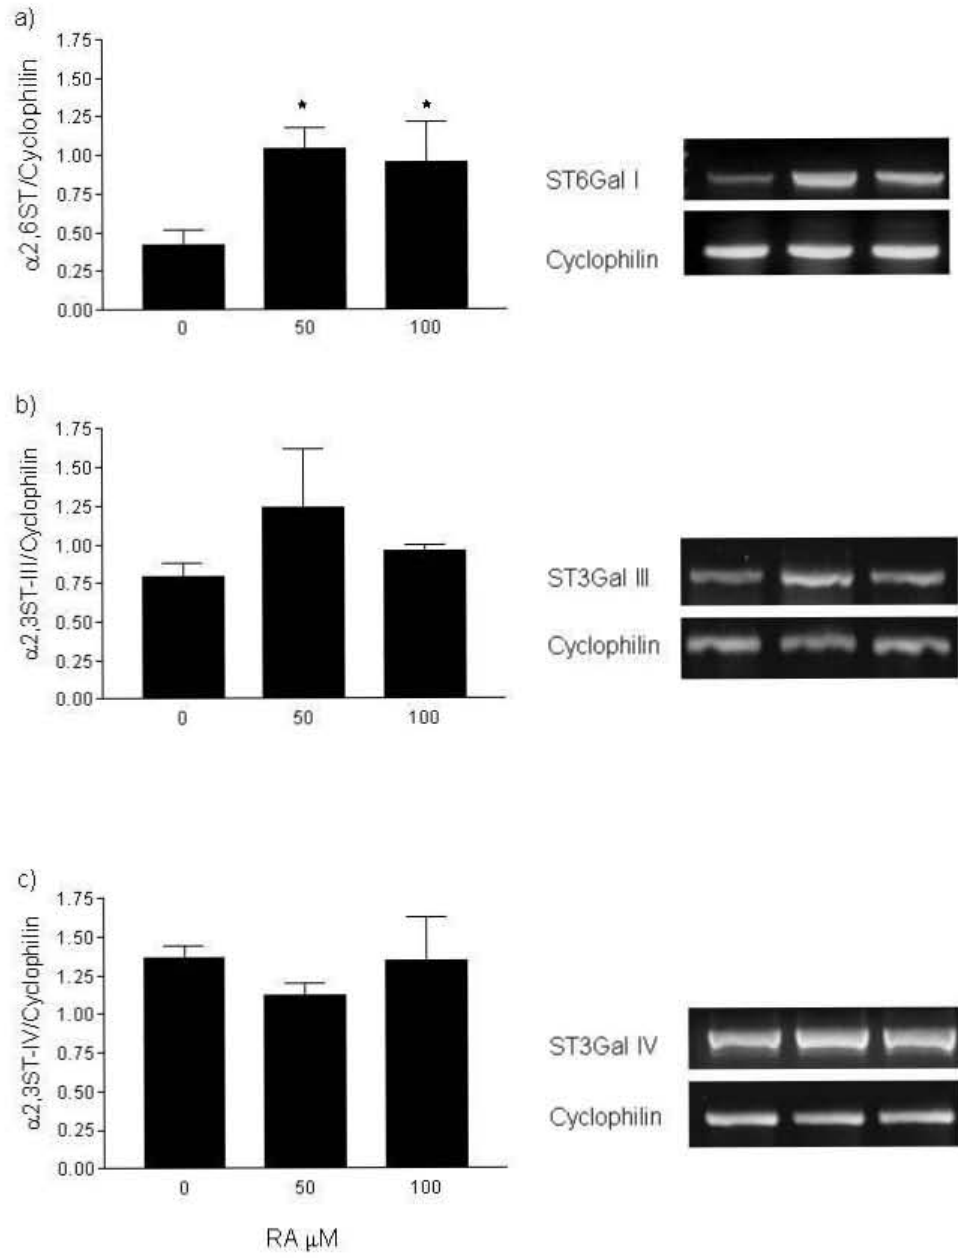 a)
α2,6ST/Cyclophilin
1.75
1.50
1.25
1.00
0.75
0.50
0.25
0.00
* *
0 50 100
ST6Gal I
Cyclophilin
b)
α2,3ST-III/Cyclophilin
1.75
1.50
1.25
1.00
0.75
0.50
0.25
0.00
0 50 100
ST3Gal III
Cyclophilin
c)
α2,3ST-IV/Cyclophilin
1.75
1.50
1.25
1.00
0.75
0.50
0.25
0.00
0 50 100
RA μM
ST3Gal IV
Cyclophilin